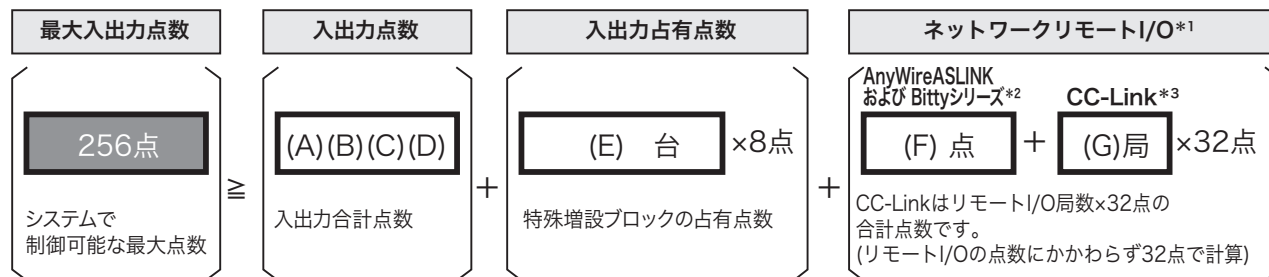 最大入出力点数
入出力点数
入出力占有点数
ネットワークリモートI/O*1
256点
システムで
制御可能な最大点数
≧
(A)(B)(C)(D)
入出力合計点数
+
(E) 台 ×8点
特殊増設ブロックの占有点数
+
AnyWireASLINK
および Bittyシリーズ*2
(F) 点
+
CC-Link*3
(G)局 ×32点
CC-LinkはリモートI/O局数×32点の
合計点数です。
(リモートI/Oの点数にかかわらず32点で計算)